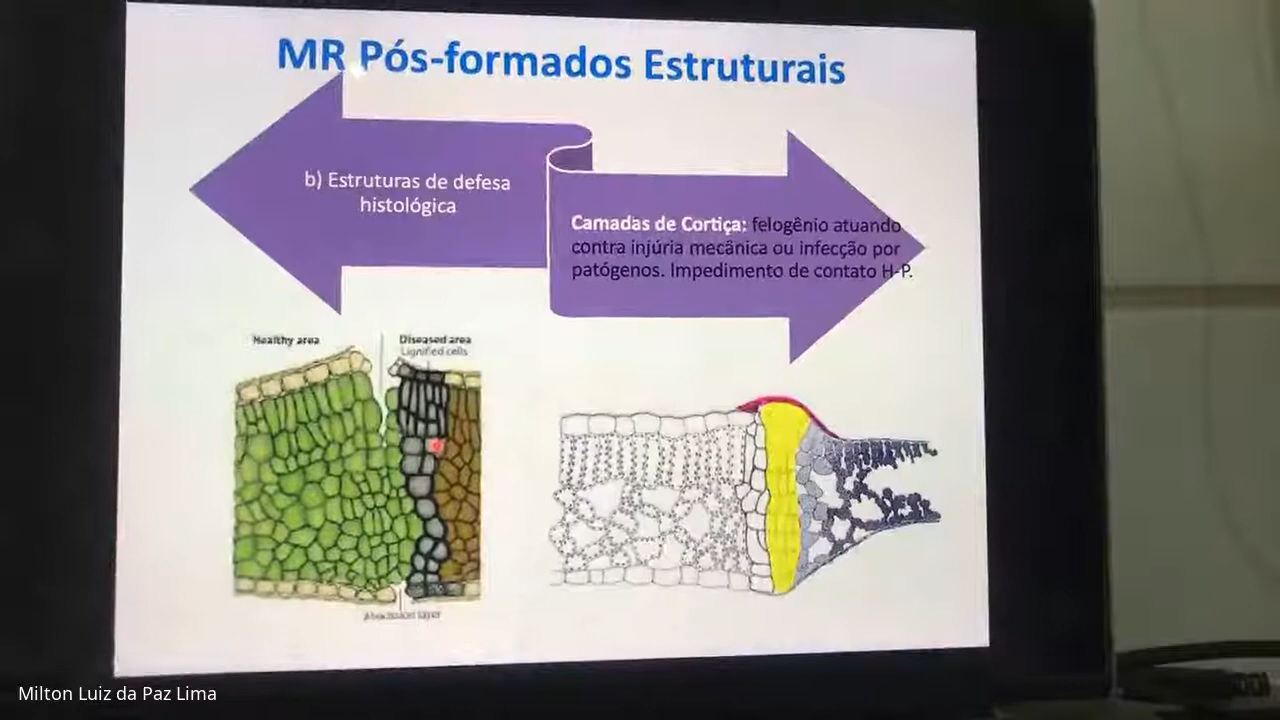 MR Pós-formados Estruturais
b) Estruturas de defesa
histológica
Camadas de Cortiça: felogênio atuando
contra injúria mecânica ou infecção por
patógenos. Impedimento de contato H-P.
Healthy area
Diseased area
Lignified cells
Abscission layer
Milton Luiz da Paz Lima